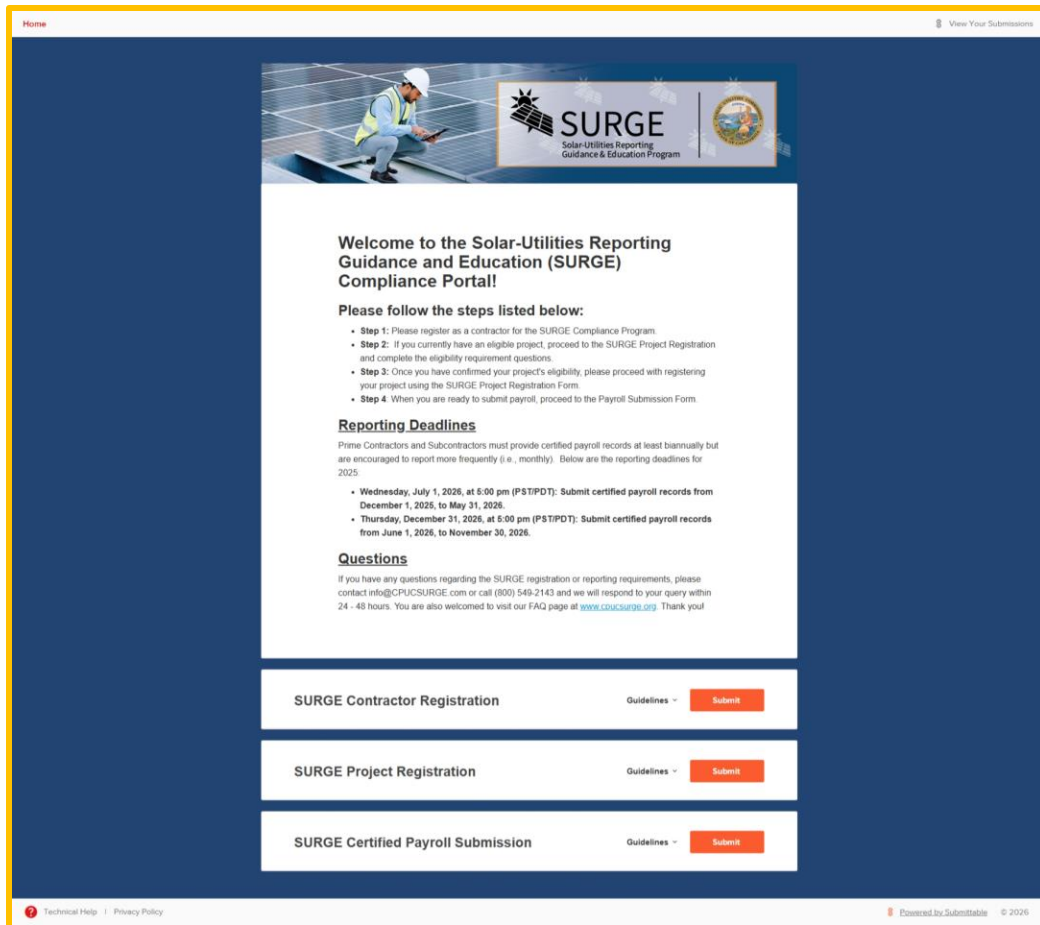 Home
View Your Submissions
SURGE
Solar-Utilities Reporting
Guidance & Education Program
Welcome to the Solar-Utilities Reporting
Guidance and Education (SURGE)
Compliance Portal!
Please follow the steps listed below:
• Step 1: Please register as a contractor for the SURGE Compliance Program.
• Step 2: If you currently have an eligible project, proceed to the SURGE Project Registration
and complete the eligibility requirement questions.
• Step 3: Once you have confirmed your project's eligibility, please proceed with registering
your project using the SURGE Project Registration Form.
• Step 4: When you are ready to submit payroll, proceed to the Payroll Submission Form.
Reporting Deadlines
Prime Contractors and Subcontractors must provide certified payroll records at least biannually but
are encouraged to report more frequently (i.e., monthly). Below are the reporting deadlines for
2025
• Wednesday, July 1, 2026, at 5:00 pm (PST/PDT): Submit certified payroll records from
December 1, 2025, to May 31, 2026.
• Thursday, December 31, 2026, at 5:00 pm (PST/PDT): Submit certified payroll records
from June 1, 2026, to November 30, 2026.
Questions
If you have any questions regarding the SURGE registration or reporting requirements, please
contact info@CPUCSURGE.com or call (800) 549-2143 and we will respond to your query within
24 - 48 hours. You are also welcomed to visit our FAQ page at www.cpucsurge.org. Thank you!
SURGE Contractor Registration
Guidelines
Submit
SURGE Project Registration
Guidelines
Submit
SURGE Certified Payroll Submission
Guidelines
Submit
? Technical Help | Privacy Policy
Powered by Submittable © 2026